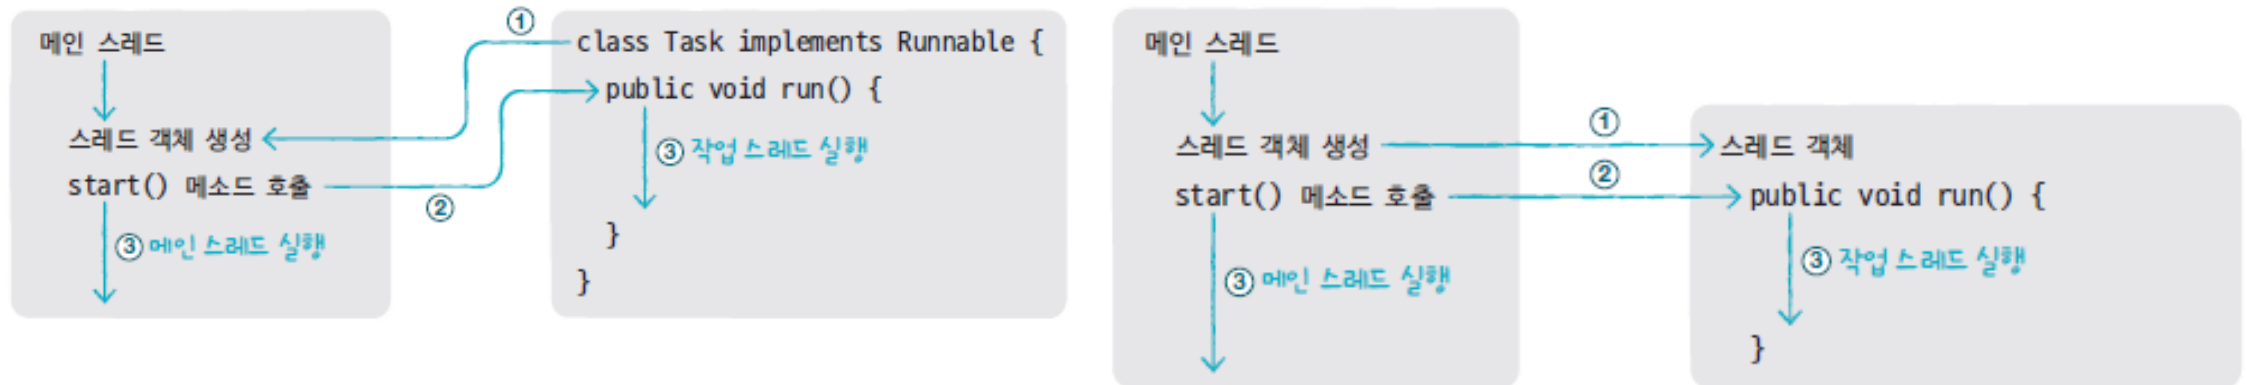 메인 스레드
스레드 객체 생성
start() 메소드 호출
③ 메인 스레드 실행
①
②
class Task implements Runnable {
public void run() {
③ 작업 스레드 실행
}
}
메인 스레드
스레드 객체 생성
start() 메소드 호출
③ 메인 스레드 실행
①
②
스레드 객체
public void run() {
③ 작업 스레드 실행
}